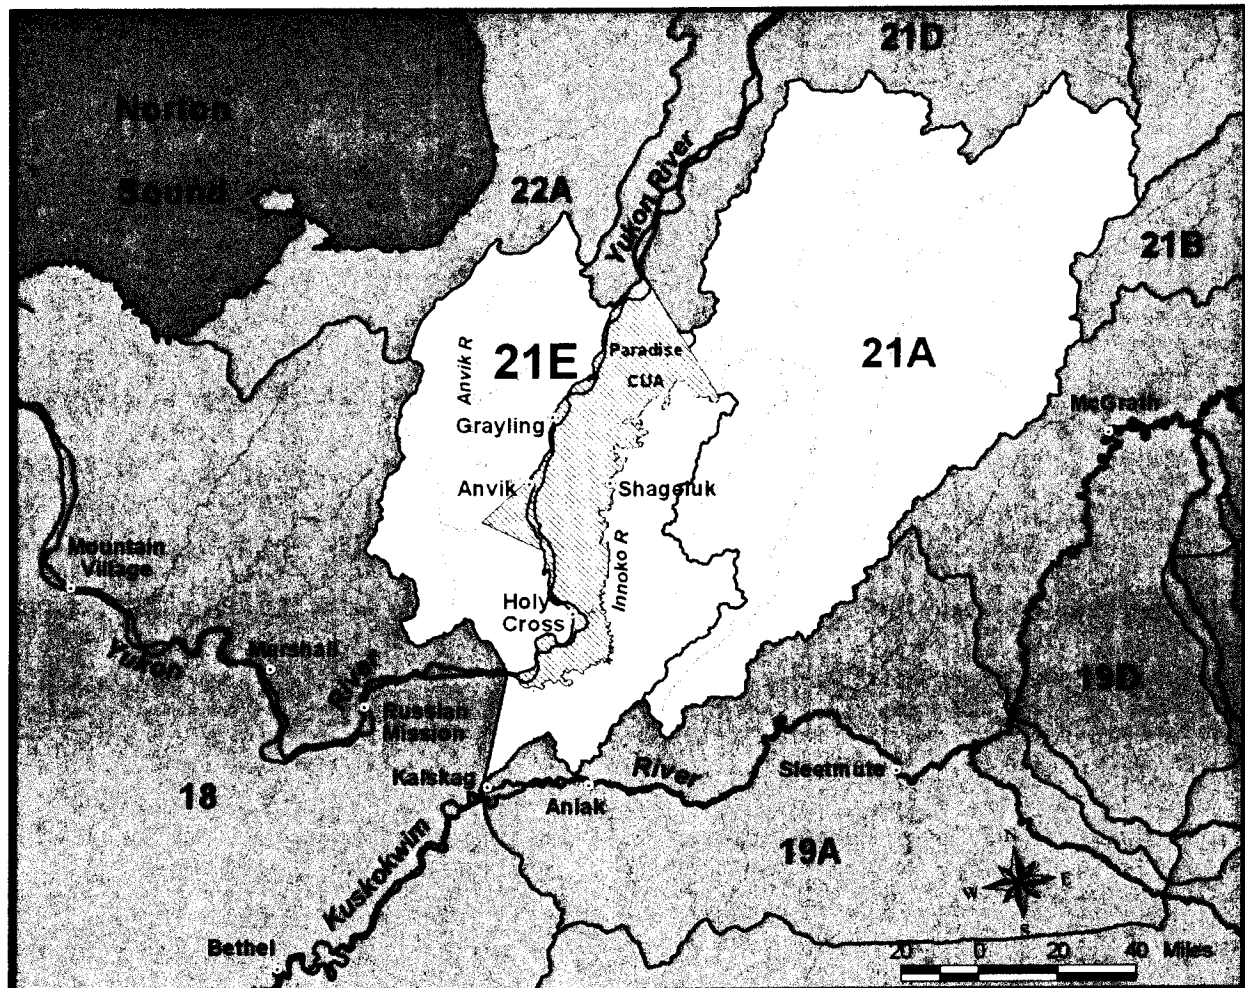 21D
Norton
Sound
22A
Yukon River
21B
21E
Anvik R
Paradise
CUA
21A
McGrath
Grayling
Anvik
Shageluk
Innoko R
Mountain
Village
Holy
Cross
Yukon
Marshall
River
Russian
Mission
19D
Kalskag
River
Sleetmute
Aniak
18
Kuskokwim
19A
N
W
E
S
Bethel
20 0 20 40 Miles